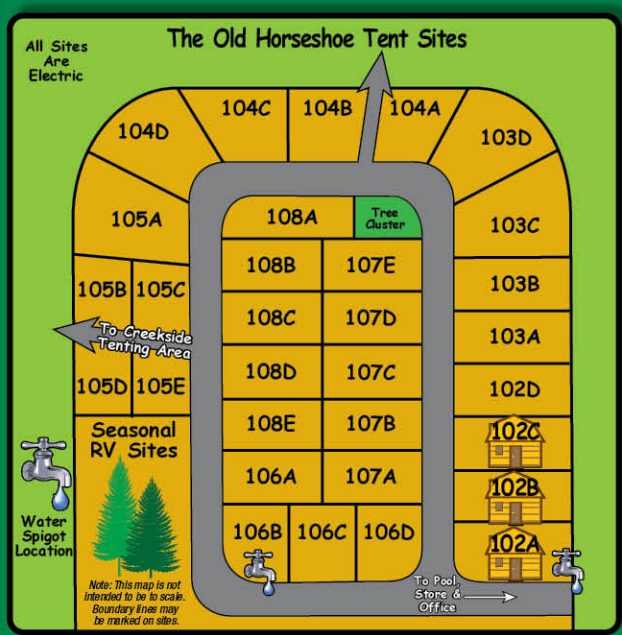 The Old Horseshoe Tent Sites
All Sites
Are
Electric
104C
104B
104A
104D
103D
105A
108A
Tree
Cluster
103C
108B
107E
105B
105C
103B
108C
107D
To Creekside
Tenting Area
103A
108D
107C
105D
105E
102D
108E
107B
Seasonal
RV Sites
102C
106A
107A
102B
106B
106C
106D
102A
Water
Spigot
Location
Note: This map is not
intended to be to scale.
Boundary lines may
be marked on sites.
To Pool,
Store &
Office